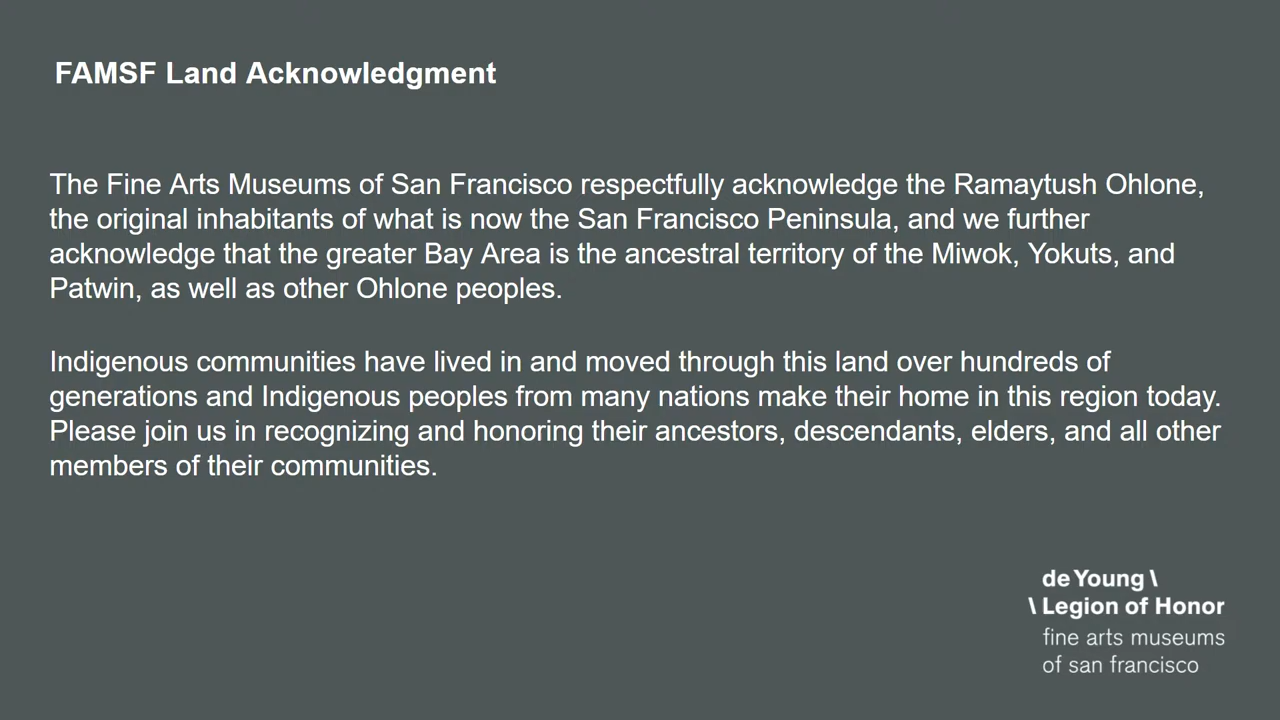 FAMSF Land Acknowledgment
The Fine Arts Museums of San Francisco respectfully acknowledge the Ramaytush Ohlone,
the original inhabitants of what is now the San Francisco Peninsula, and we further
acknowledge that the greater Bay Area is the ancestral territory of the Miwok, Yokuts, and
Patwin, as well as other Ohlone peoples.
Indigenous communities have lived in and moved through this land over hundreds of
generations and Indigenous peoples from many nations make their home in this region today.
Please join us in recognizing and honoring their ancestors, descendants, elders, and all other
members of their communities.
de Young \
\ Legion of Honor
fine arts museums
of san francisco